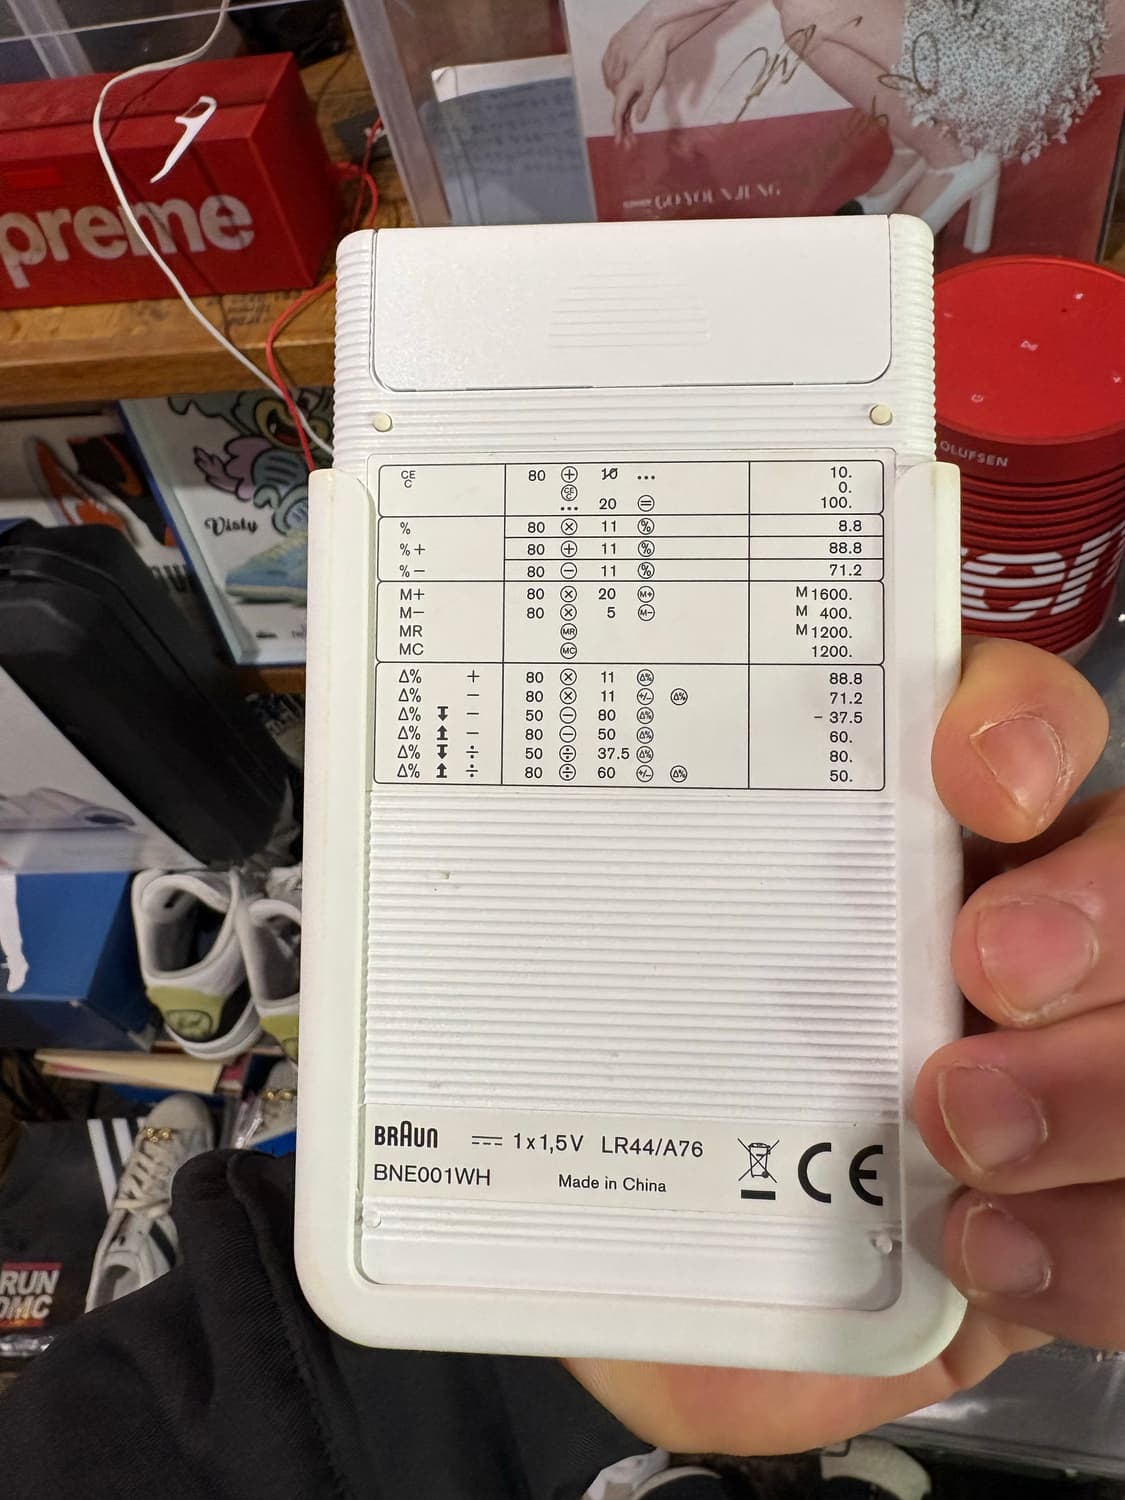 preme
GO YOUN JUNG
OLUFSEN
Visty
CE
C
80 + 10 ... 10.
CE
C
0.
... 20 = 100.
% 80 × 11 % 8.8
% + 80 + 11 % 88.8
% − 80 − 11 % 71.2
M+ 80 × 20 M+ M 1600.
M− 80 × 5 M− M 400.
MR MR M 1200.
MC MC 1200.
Δ% + 80 × 11 Δ% 88.8
Δ% − 80 × 11 +/− Δ% 71.2
Δ% ↧ − 50 − 80 Δ% − 37.5
Δ% ↥ − 80 − 50 Δ% 60.
Δ% ↧ ÷ 50 ÷ 37.5 Δ% 80.
Δ% ↥ ÷ 80 ÷ 60 +/− Δ% 50.
BRAUN ⎓ 1x1,5V LR44/A76
BNE001WH Made in China
CE
RUN
DMC